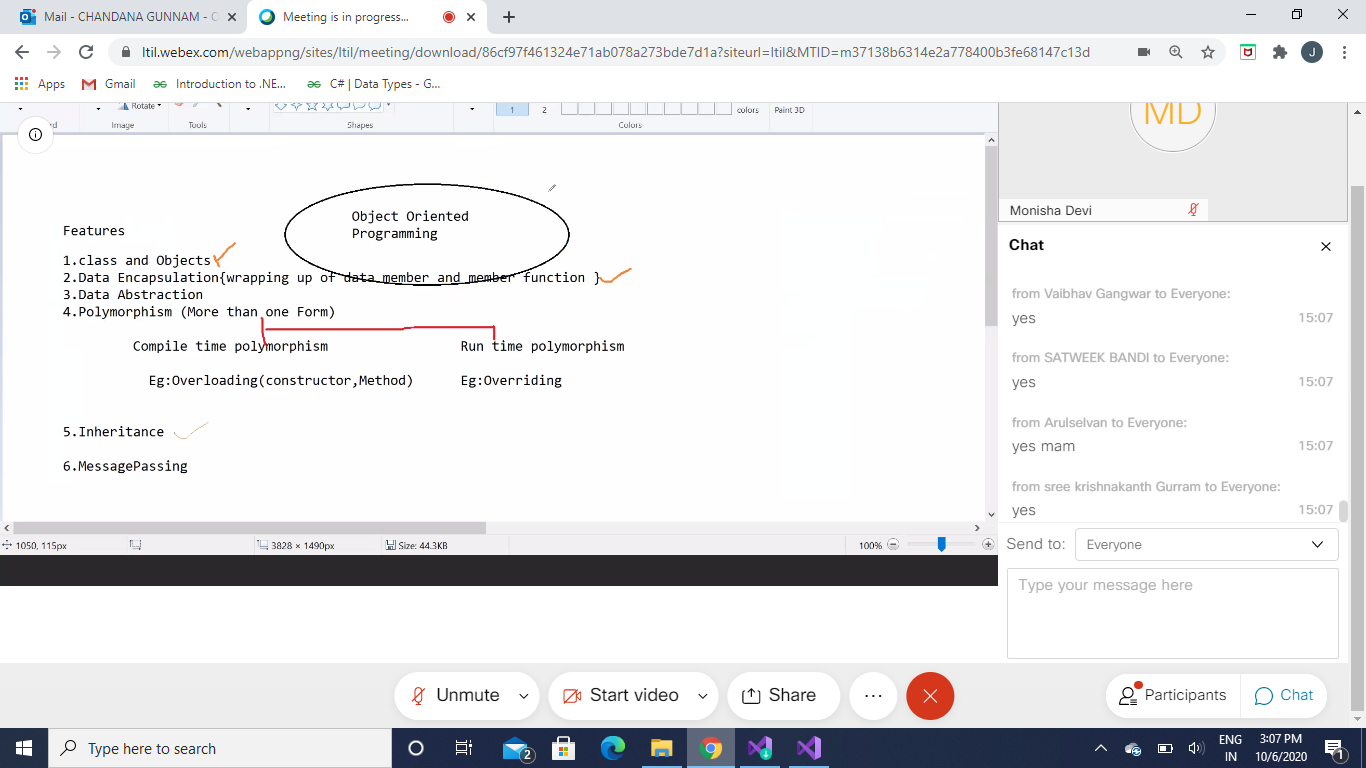 Mail - CHANDANA GUNNAM - O
Meeting is in progress...
ltil.webex.com/webappng/sites/ltil/meeting/download/86cf97f461324e71ab078a273bde7d1a?siteurl=ltil&MTID=m37138b6314e2a778400b3fe68147c13d
J
Apps
Gmail
Introduction to .NE...
C# | Data Types - G...
Rotate
1
2
colors
Paint 3D
Image
Tools
Shapes
Colors
MD
Monisha Devi
Object Oriented
Programming
Features
1.class and Objects
2.Data Encapsulation{wrapping up of data member and member function }
3.Data Abstraction
4.Polymorphism (More than one Form)
Compile time polymorphism
Run time polymorphism
Eg:Overloading(constructor,Method)
Eg:Overriding
5.Inheritance
6.MessagePassing
1050, 115px
3828 × 1490px
Size: 44.3KB
100%
Chat
from Vaibhav Gangwar to Everyone:
yes 15:07
from SATWEEK BANDI to Everyone:
yes 15:07
from Arulselvan to Everyone:
yes mam 15:07
from sree krishnakanth Gurram to Everyone:
yes 15:07
Send to:
Everyone
Type your message here
Unmute
Start video
Share
Participants
Chat
Type here to search
2
ENG
IN
3:07 PM
10/6/2020
1